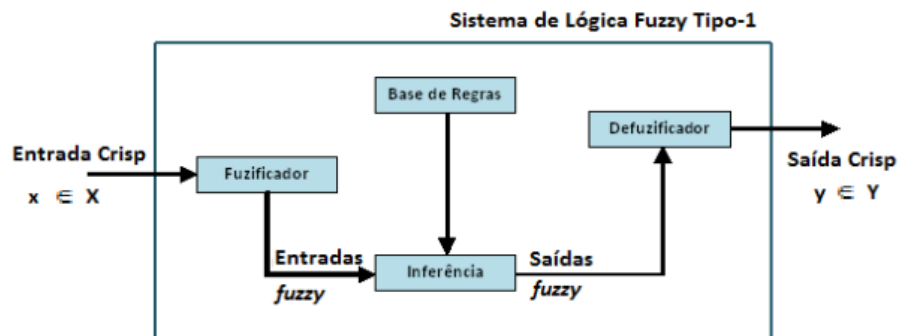 Sistema de Lógica Fuzzy Tipo-1
Base de Regras
Defuzificador
Entrada Crisp
x ∈ X
Fuzificador
Saída Crisp
y ∈ Y
Entradas
fuzzy
Inferência
Saídas
fuzzy